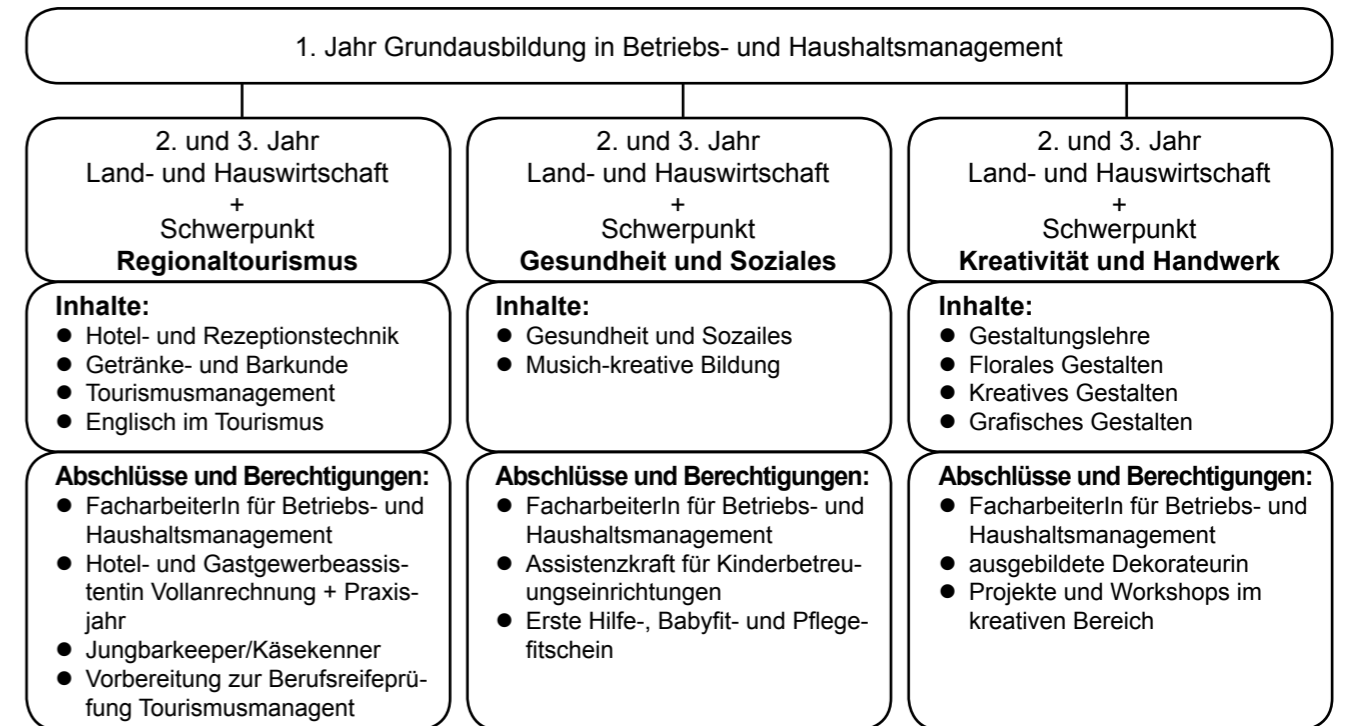 1. Jahr Grundausbildung in Betriebs- und Haushaltsmanagement
2. und 3. Jahr
Land- und Hauswirtschaft
+
Schwerpunkt
Regionaltourismus
Inhalte:
● Hotel- und Rezeptionstechnik
● Getränke- und Barkunde
● Tourismusmanagement
● Englisch im Tourismus
Abschlüsse und Berechtigungen:
● FacharbeiterIn für Betriebs- und
Haushaltsmanagement
● Hotel- und Gastgewerbeassis-
tentin Vollanrechnung + Praxis-
jahr
● Jungbarkeeper/Käsekenner
● Vorbereitung zur Berufsreifeprü-
fung Tourismusmanagent
2. und 3. Jahr
Land- und Hauswirtschaft
+
Schwerpunkt
Gesundheit und Soziales
Inhalte:
● Gesundheit und Sozailes
● Musich-kreative Bildung
Abschlüsse und Berechtigungen:
● FacharbeiterIn für Betriebs- und
Haushaltsmanagement
● Assistenzkraft für Kinderbetreu-
ungseinrichtungen
● Erste Hilfe-, Babyfit- und Pflege-
fitschein
2. und 3. Jahr
Land- und Hauswirtschaft
+
Schwerpunkt
Kreativität und Handwerk
Inhalte:
● Gestaltungslehre
● Florales Gestalten
● Kreatives Gestalten
● Grafisches Gestalten
Abschlüsse und Berechtigungen:
● FacharbeiterIn für Betriebs- und
Haushaltsmanagement
● ausgebildete Dekorateurin
● Projekte und Workshops im
kreativen Bereich